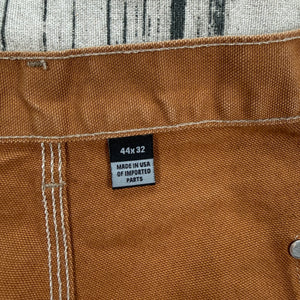 44x32
MADE IN USA
OF IMPORTED
PARTS